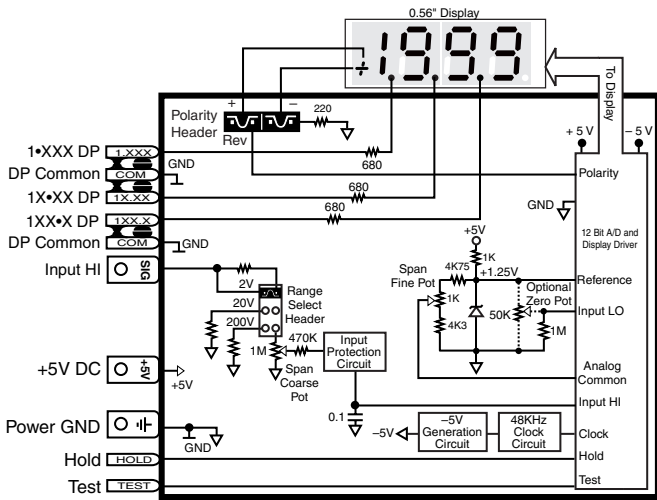 0.56" Display
1999
To Display
+ −
Polarity Header
Rev
220
+ 5 V
− 5 V
1•XXX DP
1.XXX
GND
680
Polarity
DP Common
COM
1X•XX DP
1X.XX
680
GND
1XX•X DP
1XX.X
680
12 Bit A/D and Display Driver
DP Common
COM
GND
+5V
1K
Input HI
SIG
4K75
+1.25V
Reference
Span Fine Pot
2V
Range Select Header
1K
Optional Zero Pot
50K
Input LO
20V
200V
4K3
1M
1M
470K
Input Protection Circuit
Span Coarse Pot
+5V DC
+5V
+5V
Analog Common
Input HI
0.1
Power GND
GND
−5V
−5V Generation Circuit
48KHz Clock Circuit
Clock
Hold
HOLD
Hold
Test
TEST
Test